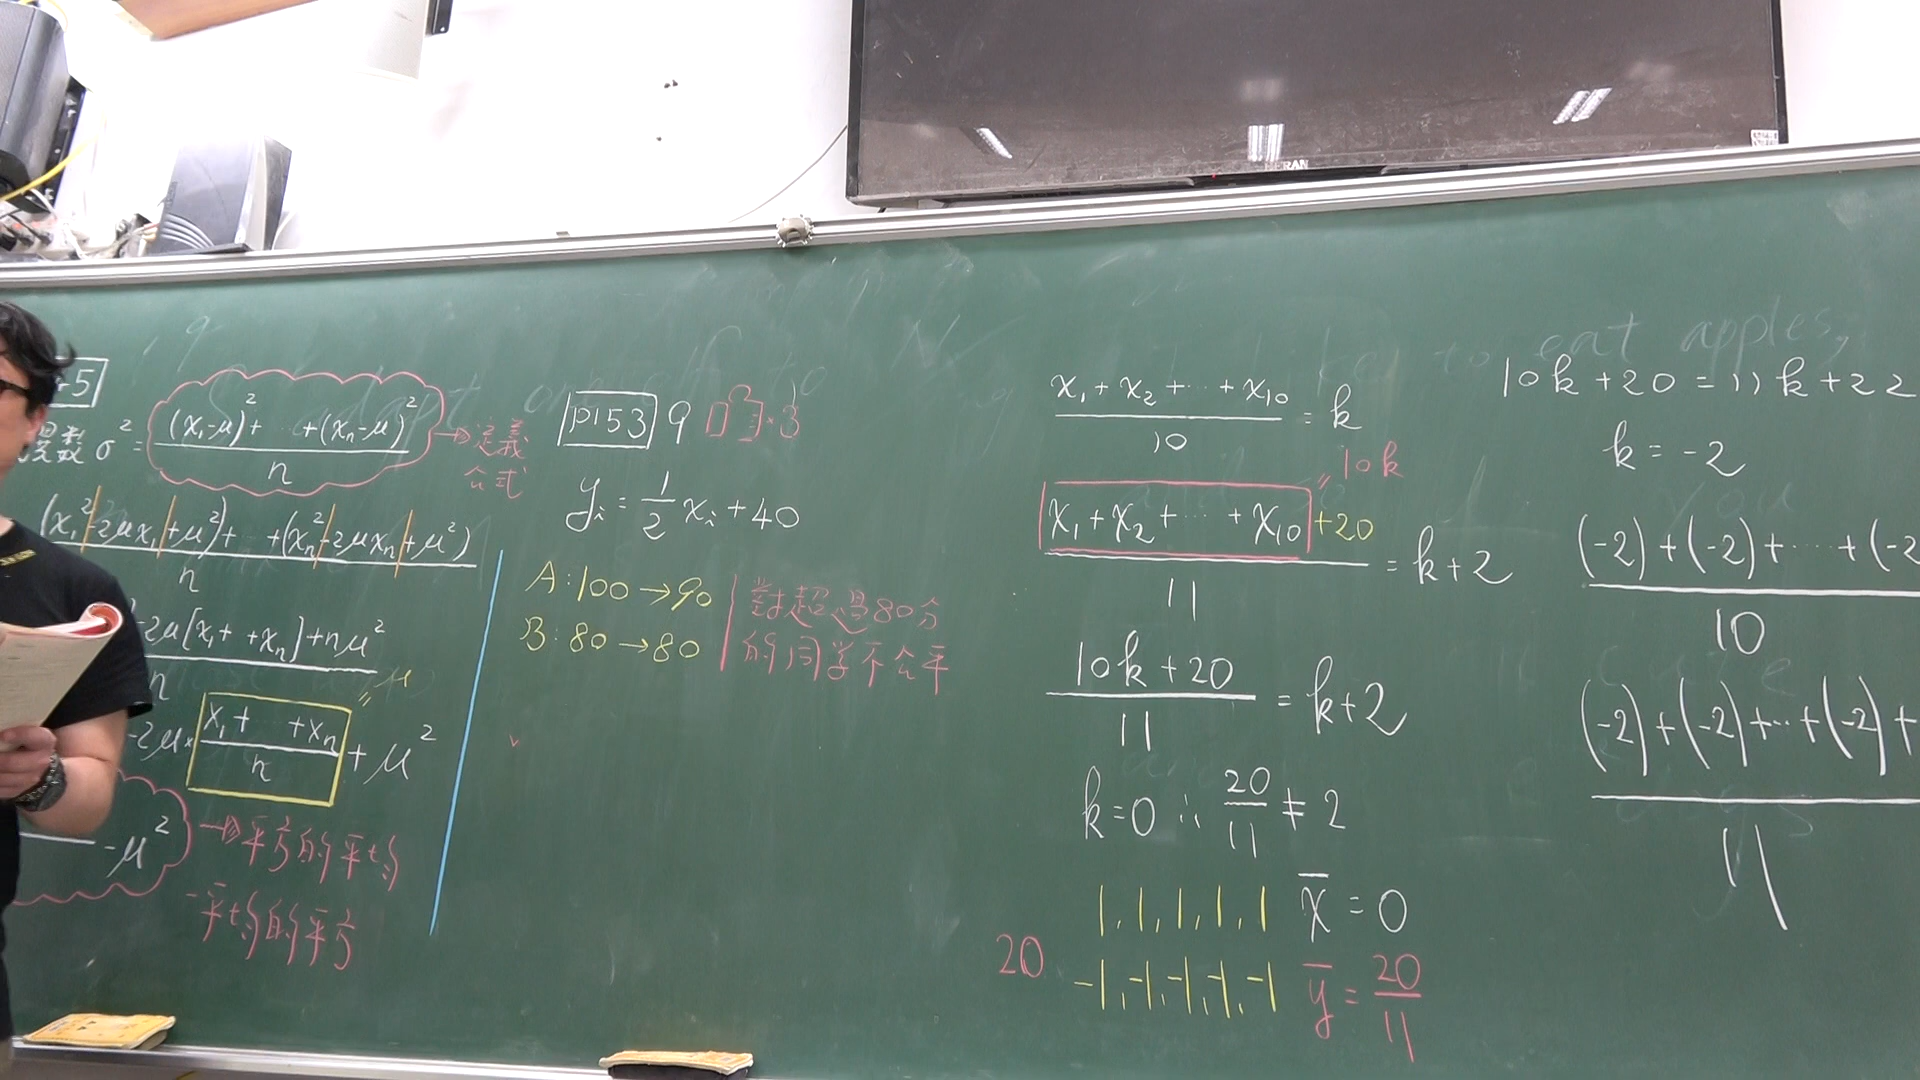 -5
變異數 σ² = ((x₁-μ)² + ⋯ + (xₙ-μ)²)/n → 定義
公式
((x₁²-2μx₁+μ²) + ⋯ + (xₙ²-2μxₙ+μ²))/n
(-2μ[x₁+ ⋯ +xₙ]+nμ²)/n
-2μ × (x₁+ ⋯ +xₙ)/n + μ²
= μ
-μ² → 平方的平均
-平均的平方
P153 9
×3
yᵢ = 1/2 xᵢ + 40
A: 100 → 90
B: 80 → 80
對超過80分
的同学不公平
(x₁ + x₂ + ⋯ + x₁₀)/10 = k
= 10k
(x₁ + x₂ + ⋯ + x₁₀ + 20)/11 = k+2
(10k + 20)/11 = k+2
k = 0 ∴ 20/11 ≠ 2
1, 1, 1, 1, 1 x̄ = 0
20 -1, -1, -1, -1, -1 ȳ = 20/11
10k + 20 = 11k + 22
k = -2
((-2) + (-2) + ⋯ + (-2
10
(-2) + (-2) + ⋯ + (-2) +
11
eat apples,